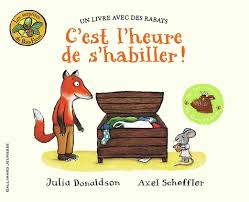 UN LIVRE AVEC DES RABATS
C'est l'heure
de s'habiller !
Julia Donaldson Axel Scheffler
GALLIMARD JEUNESSE